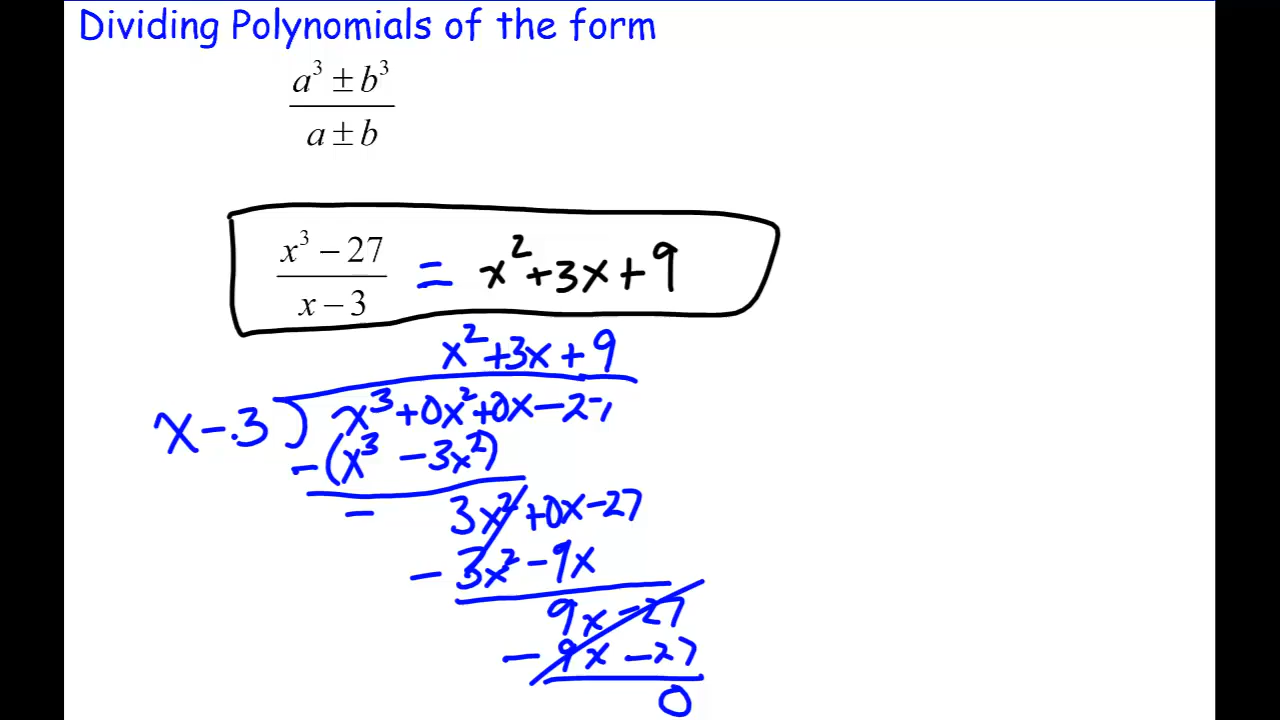 Dividing Polynomials of the form
a³ ± b³
a ± b
x³ − 27
x − 3
= x² + 3x + 9
x² + 3x + 9
x − 3 ) x³ + 0x² + 0x − 27
− (x³ − 3x²)
− 3x² + 0x − 27
− 3x² − 9x
9x − 27
− 9x − 27
0